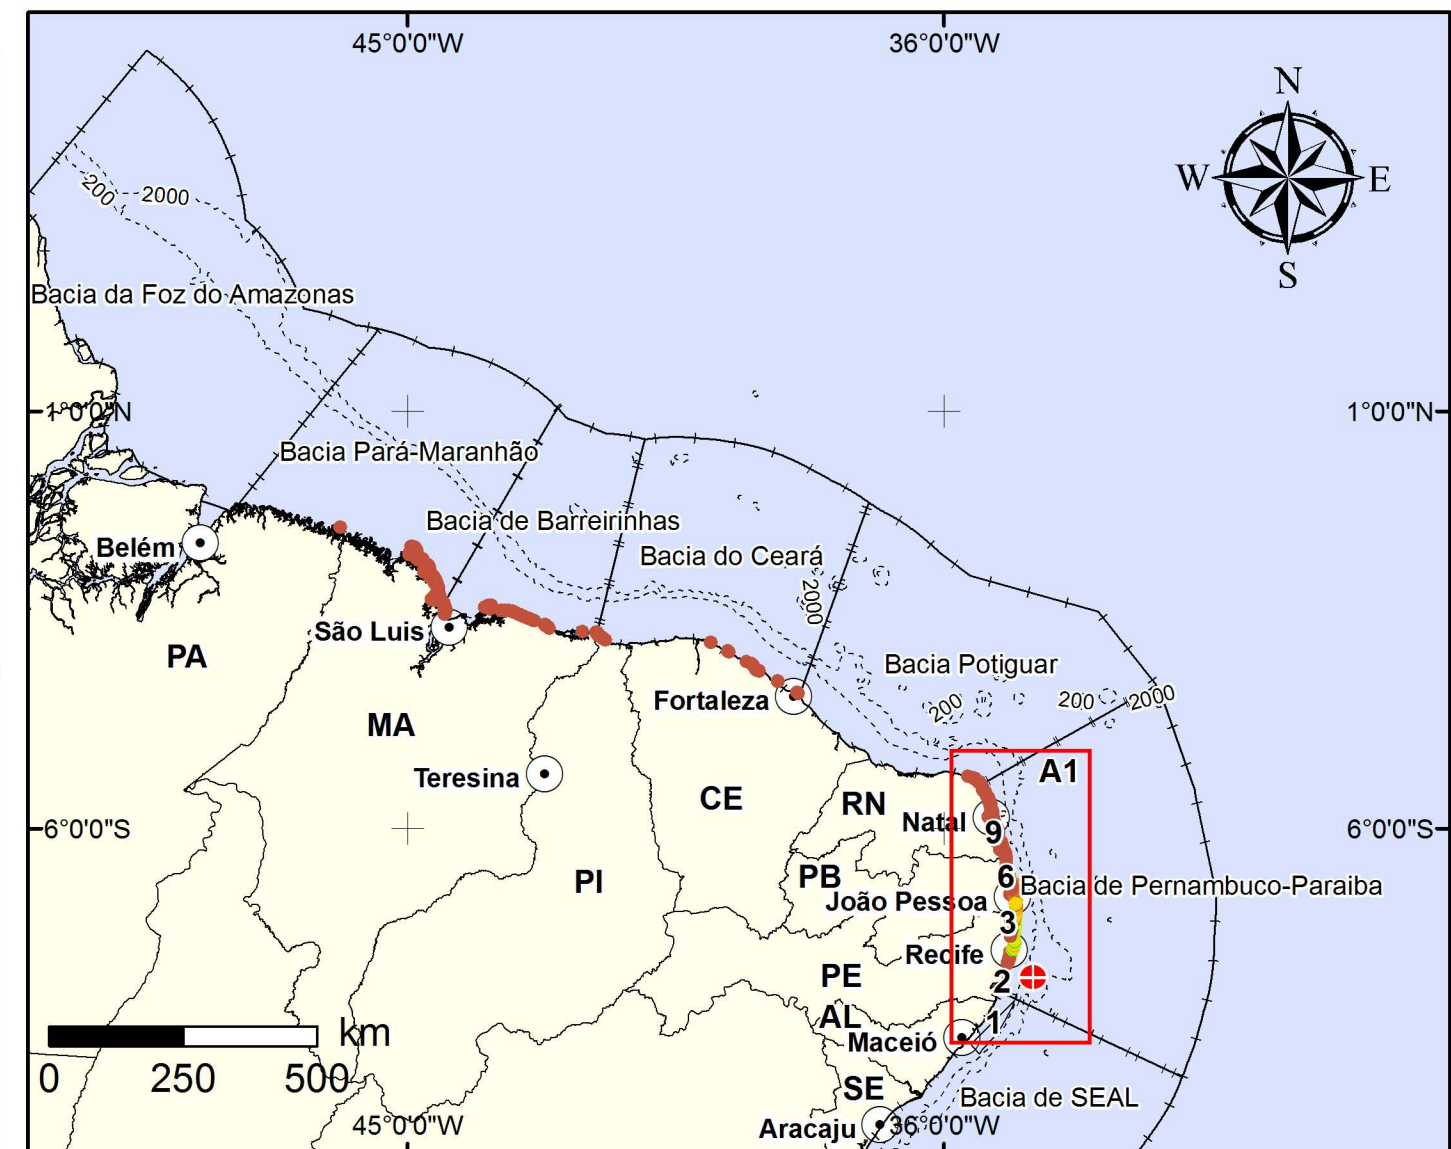 45°0'0"W
36°0'0"W
N
W
E
S
200
2000
Bacia da Foz do Amazonas
1°0'0"N
1°0'0"N
Bacia Pará-Maranhão
Bacia de Barreirinhas
Belém
Bacia do Ceará
2000
São Luis
PA
Bacia Potiguar
Fortaleza
200
200
2000
MA
A1
Teresina
CE
RN
Natal
9
6°0'0"S
6°0'0"S
PI
PB
6
Bacia de Pernambuco-Paraiba
João Pessoa
3
Recife
PE
2
AL
1
Maceió
km
0
250
500
SE
Bacia de SEAL
45°0'0"W
Aracaju
36°0'0"W